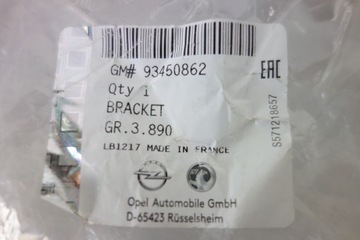 GM# 93450862
Qty 1
BRACKET
GR.3.890
LB1217 MADE IN FRANCE
Opel Automobile GmbH
D-65423 Rüsselsheim
EAC
S571218657